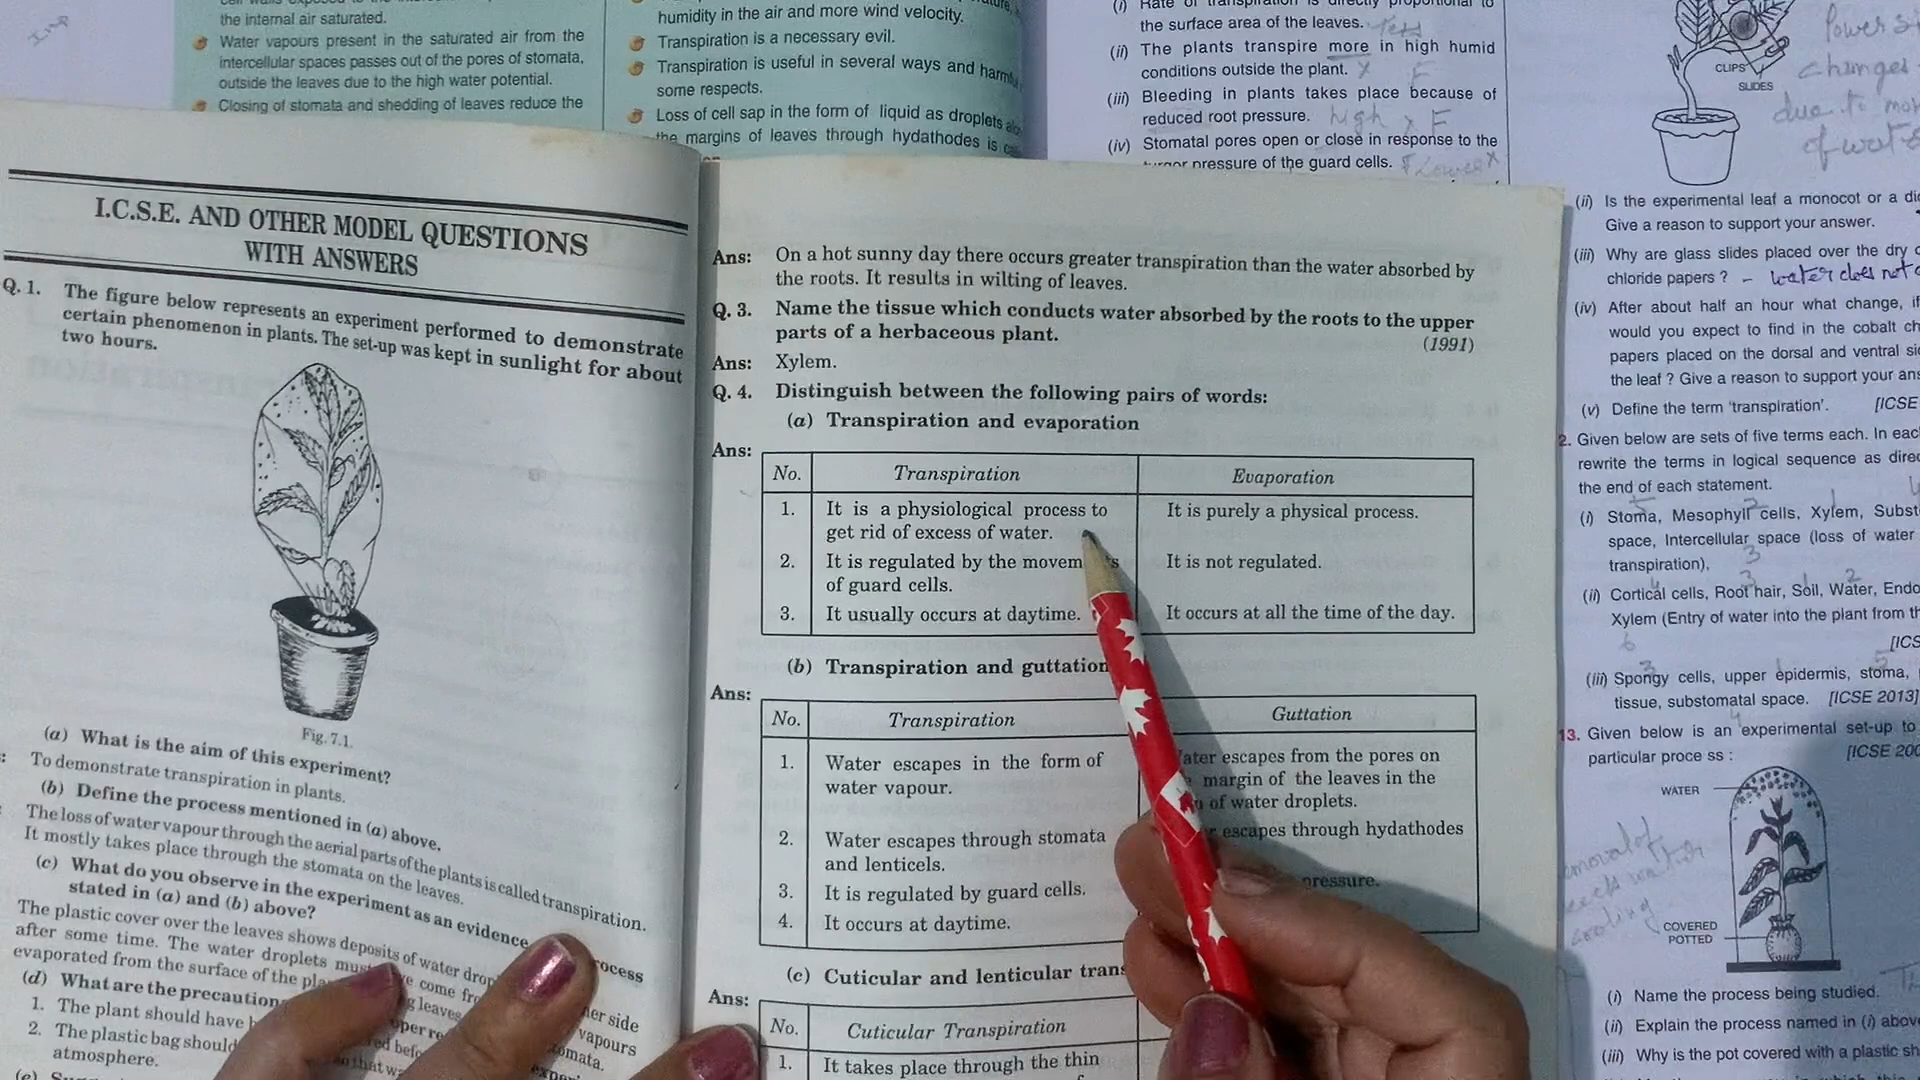 the internal air saturated.
Water vapours present in the saturated air from the
intercellular spaces passes out of the pores of stomata,
outside the leaves due to the high water potential.
Closing of stomata and shedding of leaves reduce the
humidity in the air and more wind velocity.
Transpiration is a necessary evil.
Transpiration is useful in several ways and
some respects.
Loss of cell sap in the form of liquid as droplets
the margins of leaves through hydathodes is
(i) Rate of transpiration is directly proportional to
the surface area of the leaves.
(ii) The plants transpire more in high humid
conditions outside the plant. X F
(iii) Bleeding in plants takes place because of
reduced root pressure. high x F
(iv) Stomatal pores open or close in response to the
pressure of the guard cells.
CLIPS
SLIDES
Power
changes
due to
of
(ii) Is the experimental leaf a monocot or a
Give a reason to support your answer.
(iii) Why are glass slides placed over the dry
chloride papers ? - water does not
(iv) After about half an hour what change, if
would you expect to find in the cobalt
papers placed on the dorsal and ventral
the leaf ? Give a reason to support your
(v) Define the term 'transpiration'. [ICSE
2. Given below are sets of five terms each. In
rewrite the terms in logical sequence as
the end of each statement.
(i) Stoma, Mesophyll cells, Xylem,
space, Intercellular space (loss of water
transpiration),
(ii) Cortical cells, Root hair, Soil, Water,
Xylem (Entry of water into the plant from
(iii) Spongy cells, upper epidermis, stoma,
tissue, substomatal space. [ICSE 2013]
13. Given below is an experimental set-up to
particular proce ss :
WATER
COVERED
POTTED
(i) Name the process being studied.
(ii) Explain the process named in (i)
(iii) Why is the pot covered with a plastic
I.C.S.E. AND OTHER MODEL QUESTIONS
WITH ANSWERS
Q. 1. The figure below represents an experiment performed to demonstrate
certain phenomenon in plants. The set-up was kept in sunlight for about
two hours.
Fig. 7.1.
(a) What is the aim of this experiment?
To demonstrate transpiration in plants.
(b) Define the process mentioned in (a) above.
The loss of water vapour through the aerial parts of the plants is called transpiration.
It mostly takes place through the stomata on the leaves.
(c) What do you observe in the experiment as an evidence process
stated in (a) and (b) above?
The plastic cover over the leaves shows deposits of water
after some time. The water droplets come
evaporated from the surface of the leaves
(d) What are the
1. The plant should have
2. The plastic bag should
atmosphere.
Ans: On a hot sunny day there occurs greater transpiration than the water absorbed by
the roots. It results in wilting of leaves.
Q. 3. Name the tissue which conducts water absorbed by the roots to the upper
parts of a herbaceous plant. (1991)
Ans: Xylem.
Q. 4. Distinguish between the following pairs of words:
(a) Transpiration and evaporation
Ans:
No. Transpiration Evaporation
1. It is a physiological process to It is purely a physical process.
get rid of excess of water.
2. It is regulated by the It is not regulated.
of guard cells.
3. It usually occurs at daytime. It occurs at all the time of the day.
(b) Transpiration and guttation
Ans:
No. Transpiration Guttation
1. Water escapes in the form of escapes from the pores on
water vapour. margin of the leaves in the
of water droplets.
2. Water escapes through stomata escapes through hydathodes
and lenticels.
3. It is regulated by guard cells. pressure.
4. It occurs at daytime.
(c) Cuticular and lenticular
Ans:
No. Cuticular Transpiration
1. It takes place through the thin